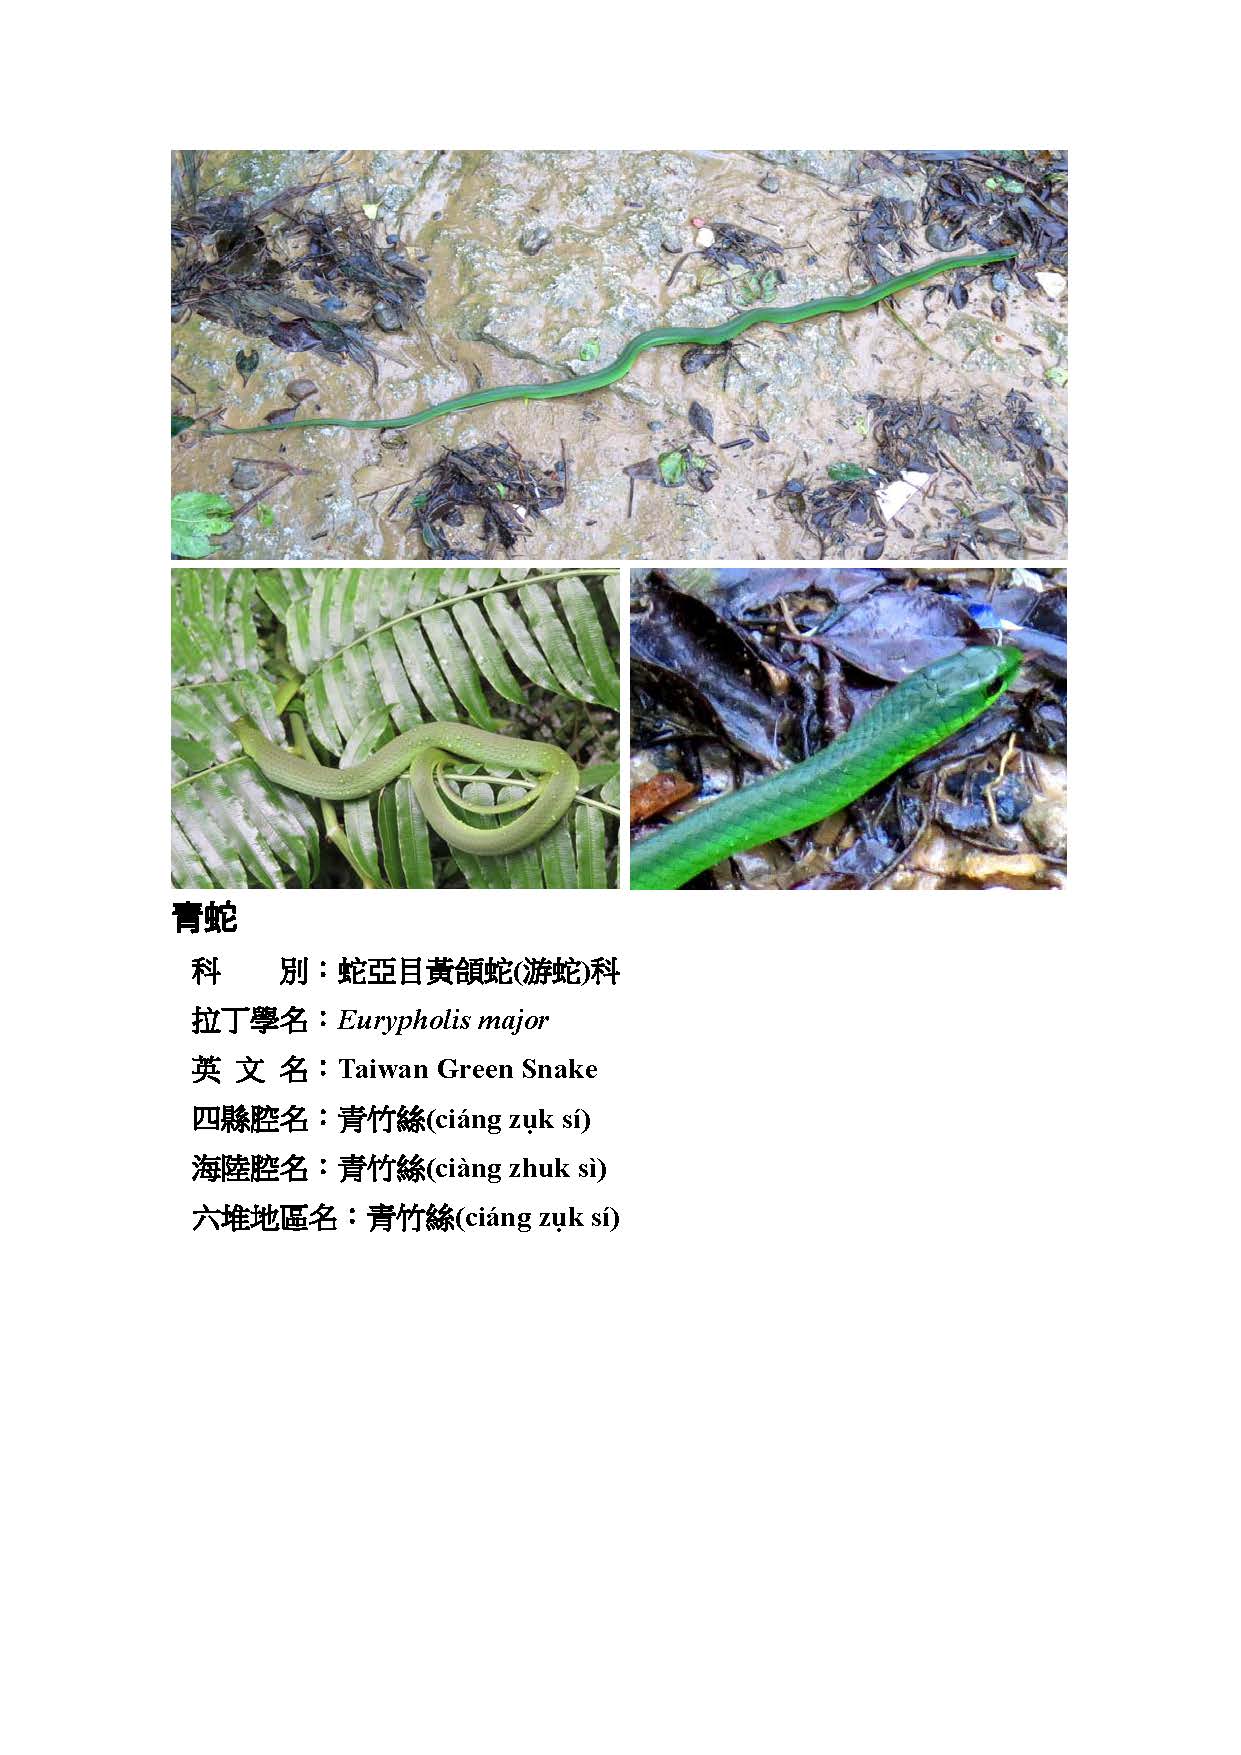 青蛇
科　　別：蛇亞目黃頷蛇(游蛇)科
拉丁學名：Eurypholis major
英 文 名：Taiwan Green Snake
四縣腔名：青竹絲(ciáng zụk sí)
海陸腔名：青竹絲(ciàng zhuk sì)
六堆地區名：青竹絲(ciáng zụk sí)